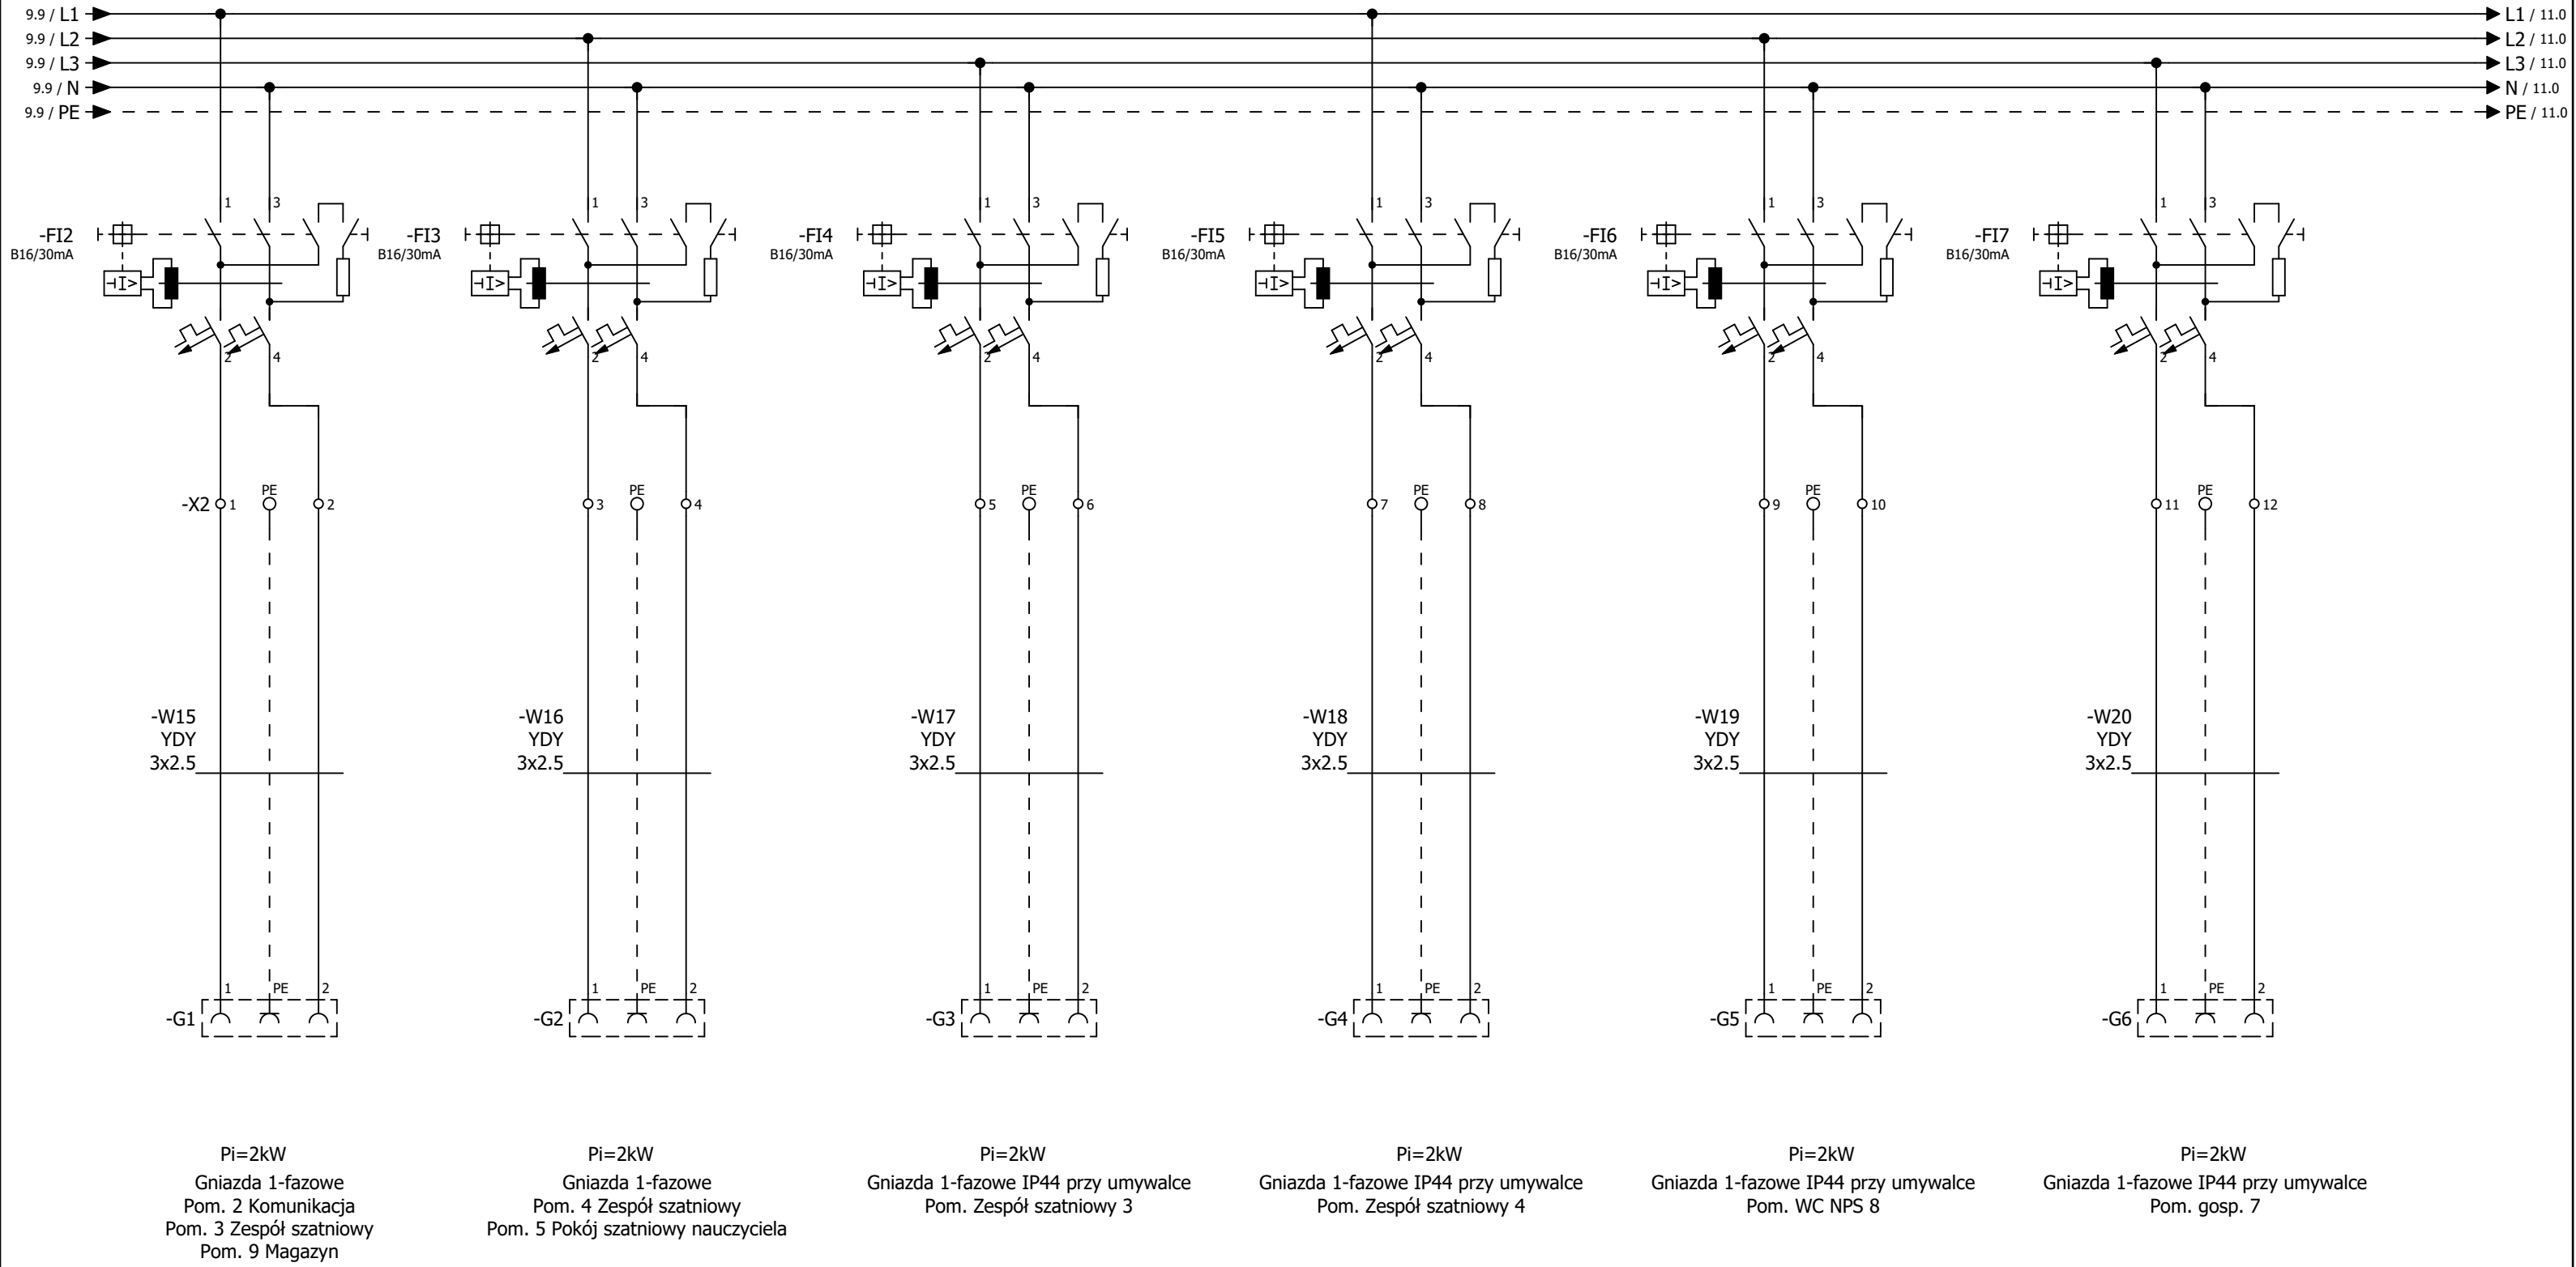 9.9 / L1 L1 / 11.0
9.9 / L2 L2 / 11.0
9.9 / L3 L3 / 11.0
9.9 / N N / 11.0
9.9 / PE PE / 11.0
1 3 1 3 1 3 1 3 1 3 1 3
-FI2 -FI3 -FI4 -FI5 -FI6 -FI7
B16/30mA B16/30mA B16/30mA B16/30mA B16/30mA B16/30mA
I> I> I> I> I> I>
2 4 2 4 2 4 2 4 2 4 2 4
PE PE PE PE PE PE
-X2 1 2 3 4 5 6 7 8 9 10 11 12
-W15 -W16 -W17 -W18 -W19 -W20
YDY YDY YDY YDY YDY YDY
3x2.5 3x2.5 3x2.5 3x2.5 3x2.5 3x2.5
1 PE 2 1 PE 2 1 PE 2 1 PE 2 1 PE 2 1 PE 2
-G1 -G2 -G3 -G4 -G5 -G6
Pi=2kW
Gniazda 1-fazowe
Pom. 2 Komunikacja
Pom. 3 Zespół szatniowy
Pom. 9 Magazyn
Pi=2kW
Gniazda 1-fazowe
Pom. 4 Zespół szatniowy
Pom. 5 Pokój szatniowy nauczyciela
Pi=2kW
Gniazda 1-fazowe IP44 przy umywalce
Pom. Zespół szatniowy 3
Pi=2kW
Gniazda 1-fazowe IP44 przy umywalce
Pom. Zespół szatniowy 4
Pi=2kW
Gniazda 1-fazowe IP44 przy umywalce
Pom. WC NPS 8
Pi=2kW
Gniazda 1-fazowe IP44 przy umywalce
Pom. gosp. 7